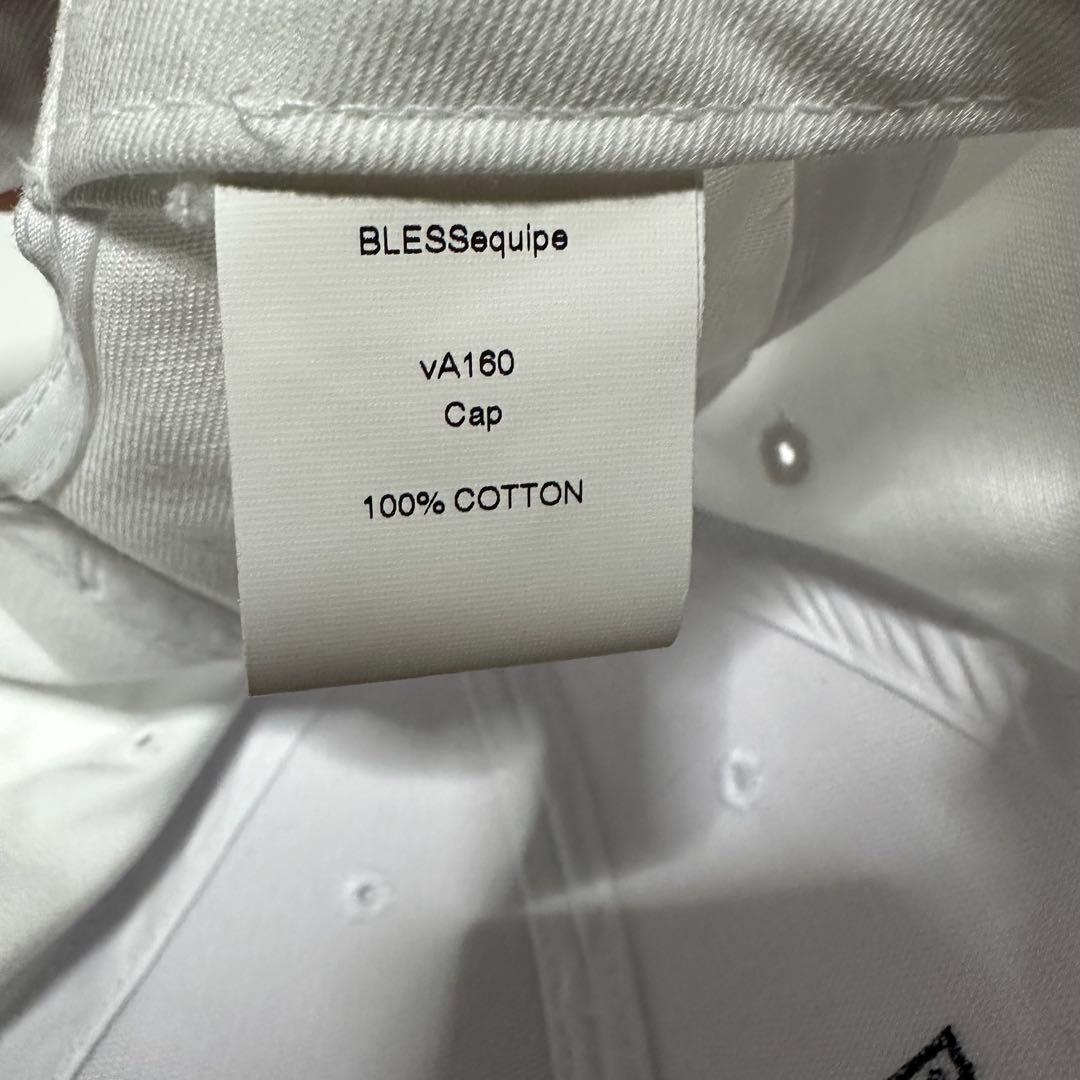 BLESSequipe
vA160
Cap
100% COTTON